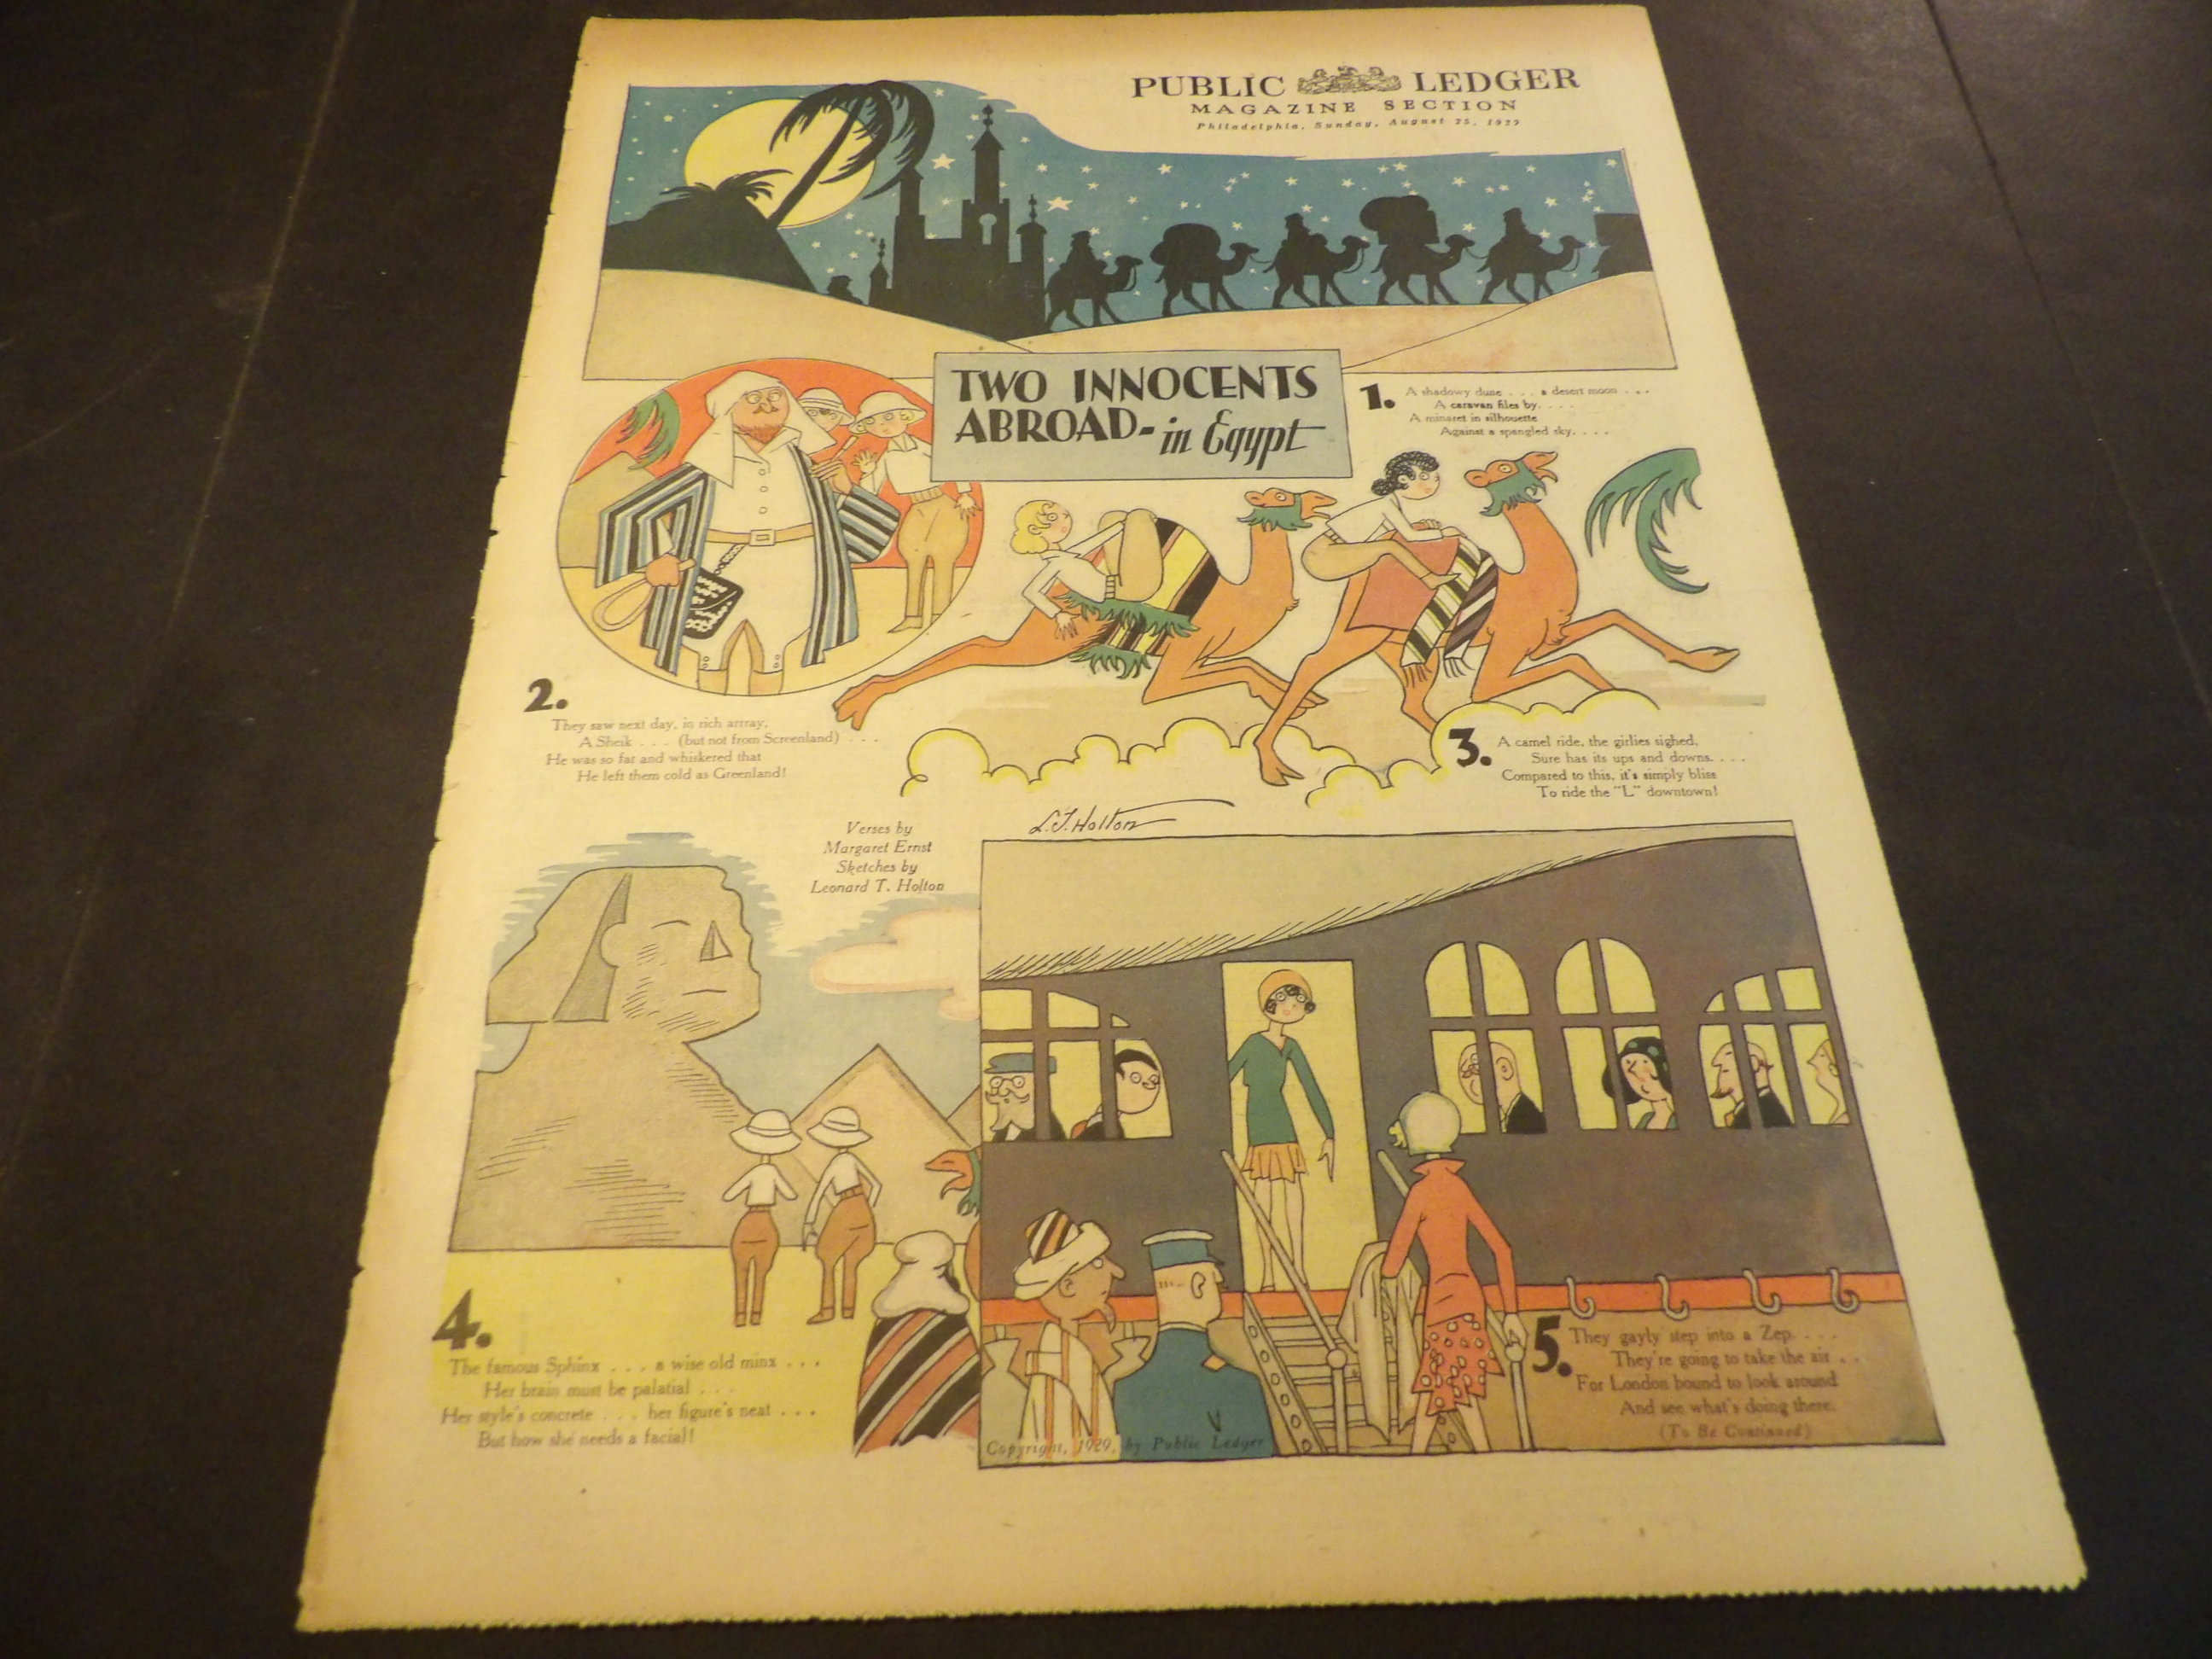 PUBLIC LEDGER
MAGAZINE SECTION
Philadelphia, Sunday, August 25, 1929
TWO INNOCENTS
ABROAD - in Egypt
1. A shadowy dune . . . a desert moon . . .
A caravan files by. . . .
A minaret in silhouette
Against a spangled sky. . . .
2.
They saw next day, in rich array,
A Sheik . . . (but not from Screenland) . . .
He was so fat and whiskered that
He left them cold as Greenland!
3. A camel ride, the girlies sighed,
Sure has its ups and downs. . . .
Compared to this, it's simply bliss
To ride the "L" downtown!
Verses by
Margaret Ernst
Sketches by
Leonard T. Holton
L.T. Holton
4.
The famous Sphinx . . . a wise old minx . . .
Her brain must be palatial . . .
Her style's concrete . . . her figure's neat . . .
But how she needs a facial!
5. They gayly step into a Zep. . . .
They're going to take the air . .
For London bound to look around
And see what's doing there.
(To Be Continued)
Copyright, 1929, by Public Ledger